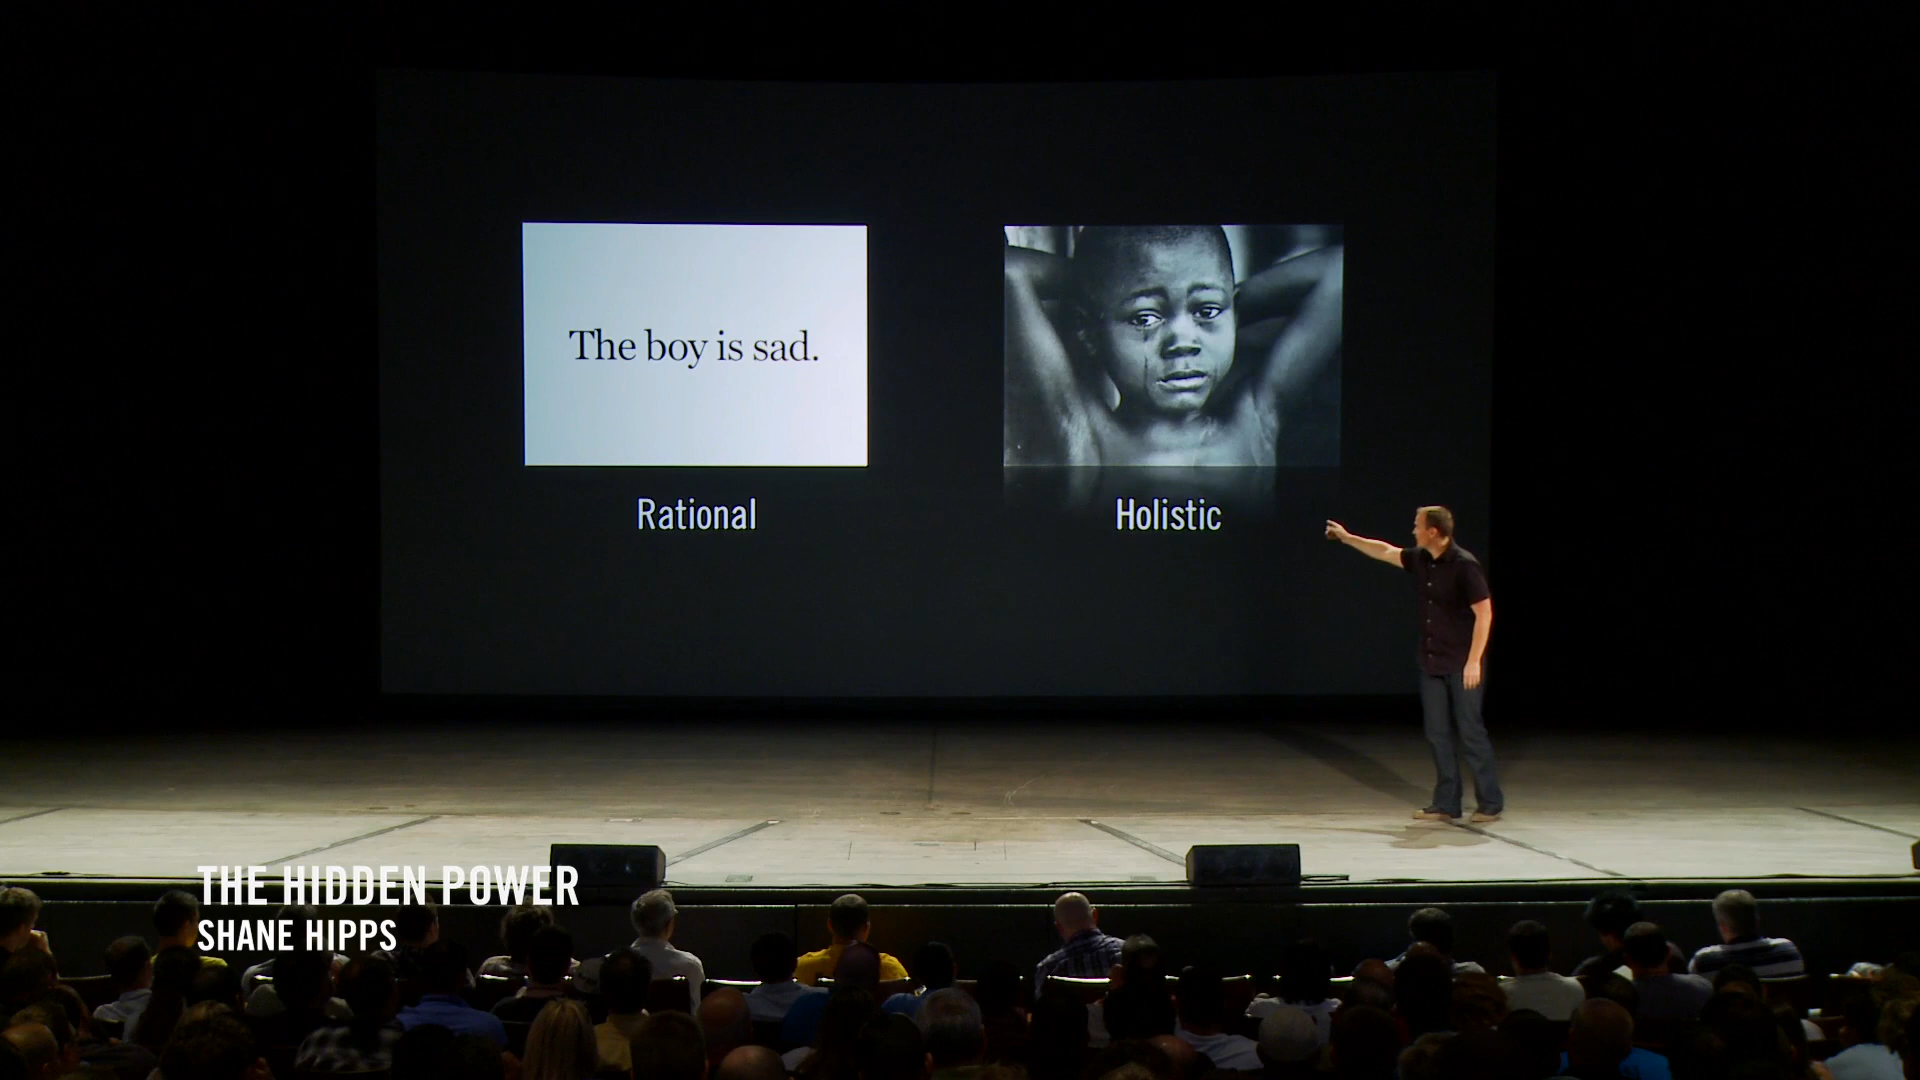 The boy is sad.
Rational
Holistic
THE HIDDEN POWER
SHANE HIPPS